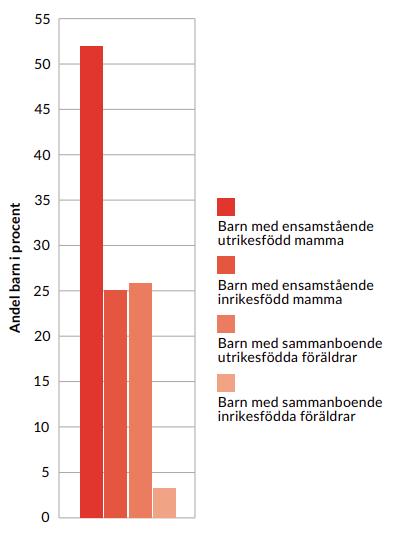 Andel barn i procent
55
50
45
40
35
30
25
20
15
10
5
0
Barn med ensamstående
utrikesfödd mamma
Barn med ensamstående
inrikesfödd mamma
Barn med sammanboende
utrikesfödda föräldrar
Barn med sammanboende
inrikesfödda föräldrar